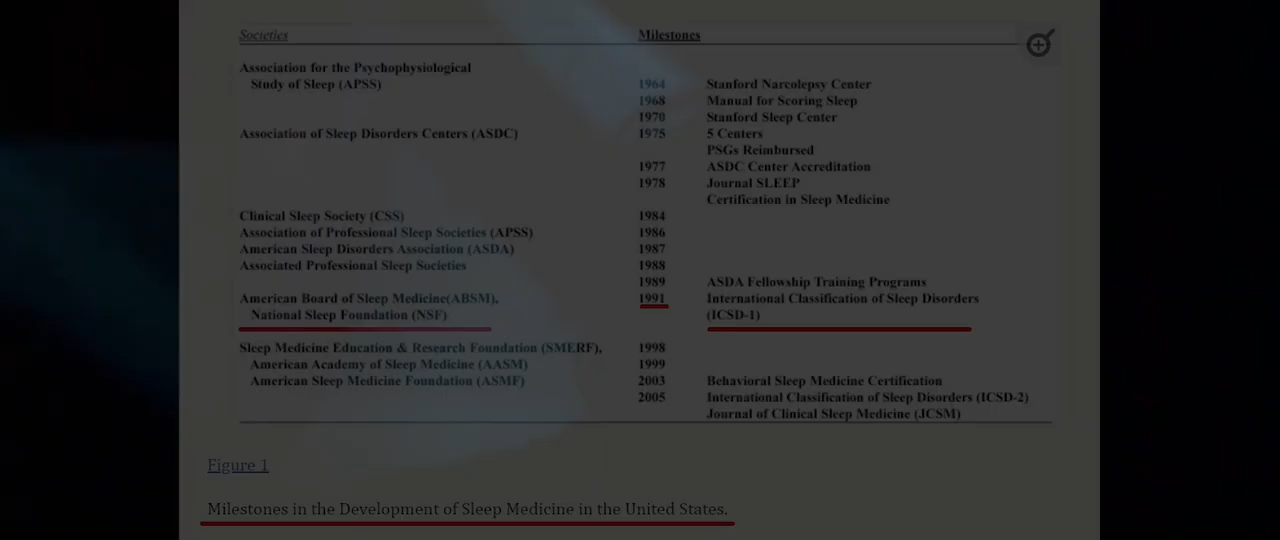 Societies Milestones
Association for the Psychophysiological
Study of Sleep (APSS) 1964 Stanford Narcolepsy Center
1968 Manual for Scoring Sleep
1970 Stanford Sleep Center
Association of Sleep Disorders Centers (ASDC) 1975 5 Centers
PSGs Reimbursed
1977 ASDC Center Accreditation
1978 Journal SLEEP
Certification in Sleep Medicine
Clinical Sleep Society (CSS) 1984
Association of Professional Sleep Societies (APSS) 1986
American Sleep Disorders Association (ASDA) 1987
Associated Professional Sleep Societies 1988
1989 ASDA Fellowship Training Programs
American Board of Sleep Medicine(ABSM), 1991 International Classification of Sleep Disorders
National Sleep Foundation (NSF) (ICSD-1)
Sleep Medicine Education & Research Foundation (SMERF), 1998
American Academy of Sleep Medicine (AASM) 1999
American Sleep Medicine Foundation (ASMF) 2003 Behavioral Sleep Medicine Certification
2005 International Classification of Sleep Disorders (ICSD-2)
Journal of Clinical Sleep Medicine (JCSM)
Figure 1
Milestones in the Development of Sleep Medicine in the United States.